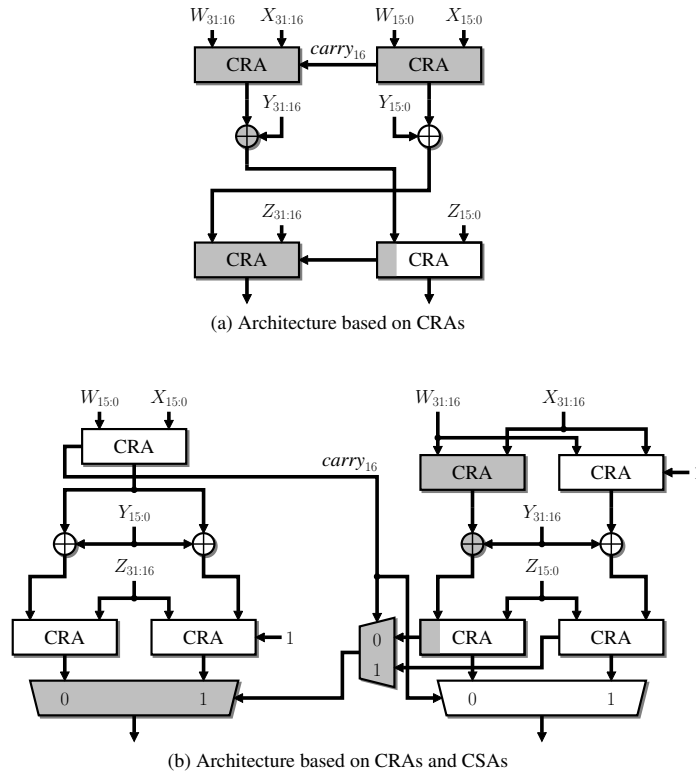 W31:16 X31:16 W15:0 X15:0
carry16
CRA CRA
Y31:16 Y15:0
Z31:16 Z15:0
CRA CRA
(a) Architecture based on CRAs
W15:0 X15:0 W31:16 X31:16
CRA
carry16
CRA CRA
Y15:0 Y31:16
Z31:16 Z15:0
CRA CRA 1 0 CRA CRA
1
0 1 0 1
(b) Architecture based on CRAs and CSAs